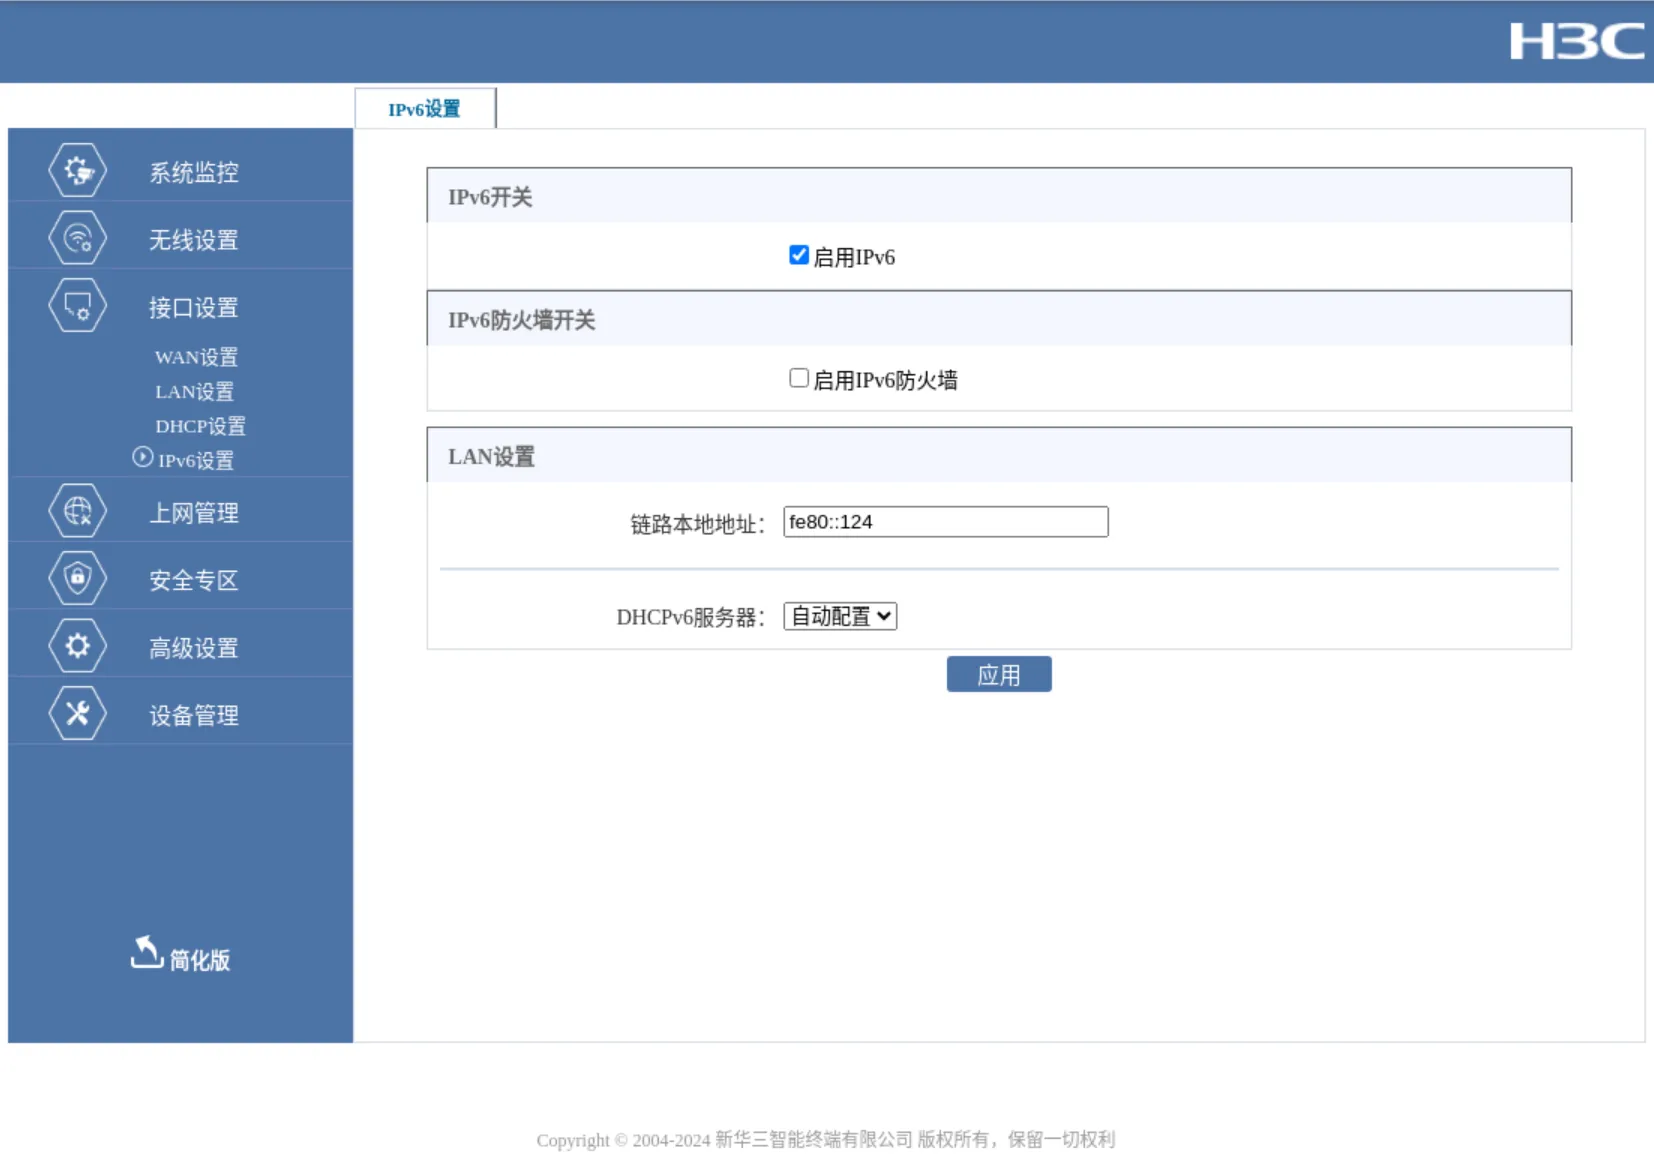 H3C
IPv6设置
系统监控
无线设置
接口设置
WAN设置
LAN设置
DHCP设置
IPv6设置
上网管理
安全专区
高级设置
设备管理
简化版
IPv6开关
启用IPv6
IPv6防火墙开关
启用IPv6防火墙
LAN设置
链路本地地址： fe80::124
DHCPv6服务器： 自动配置
应用
Copyright © 2004-2024 新华三智能终端有限公司 版权所有，保留一切权利